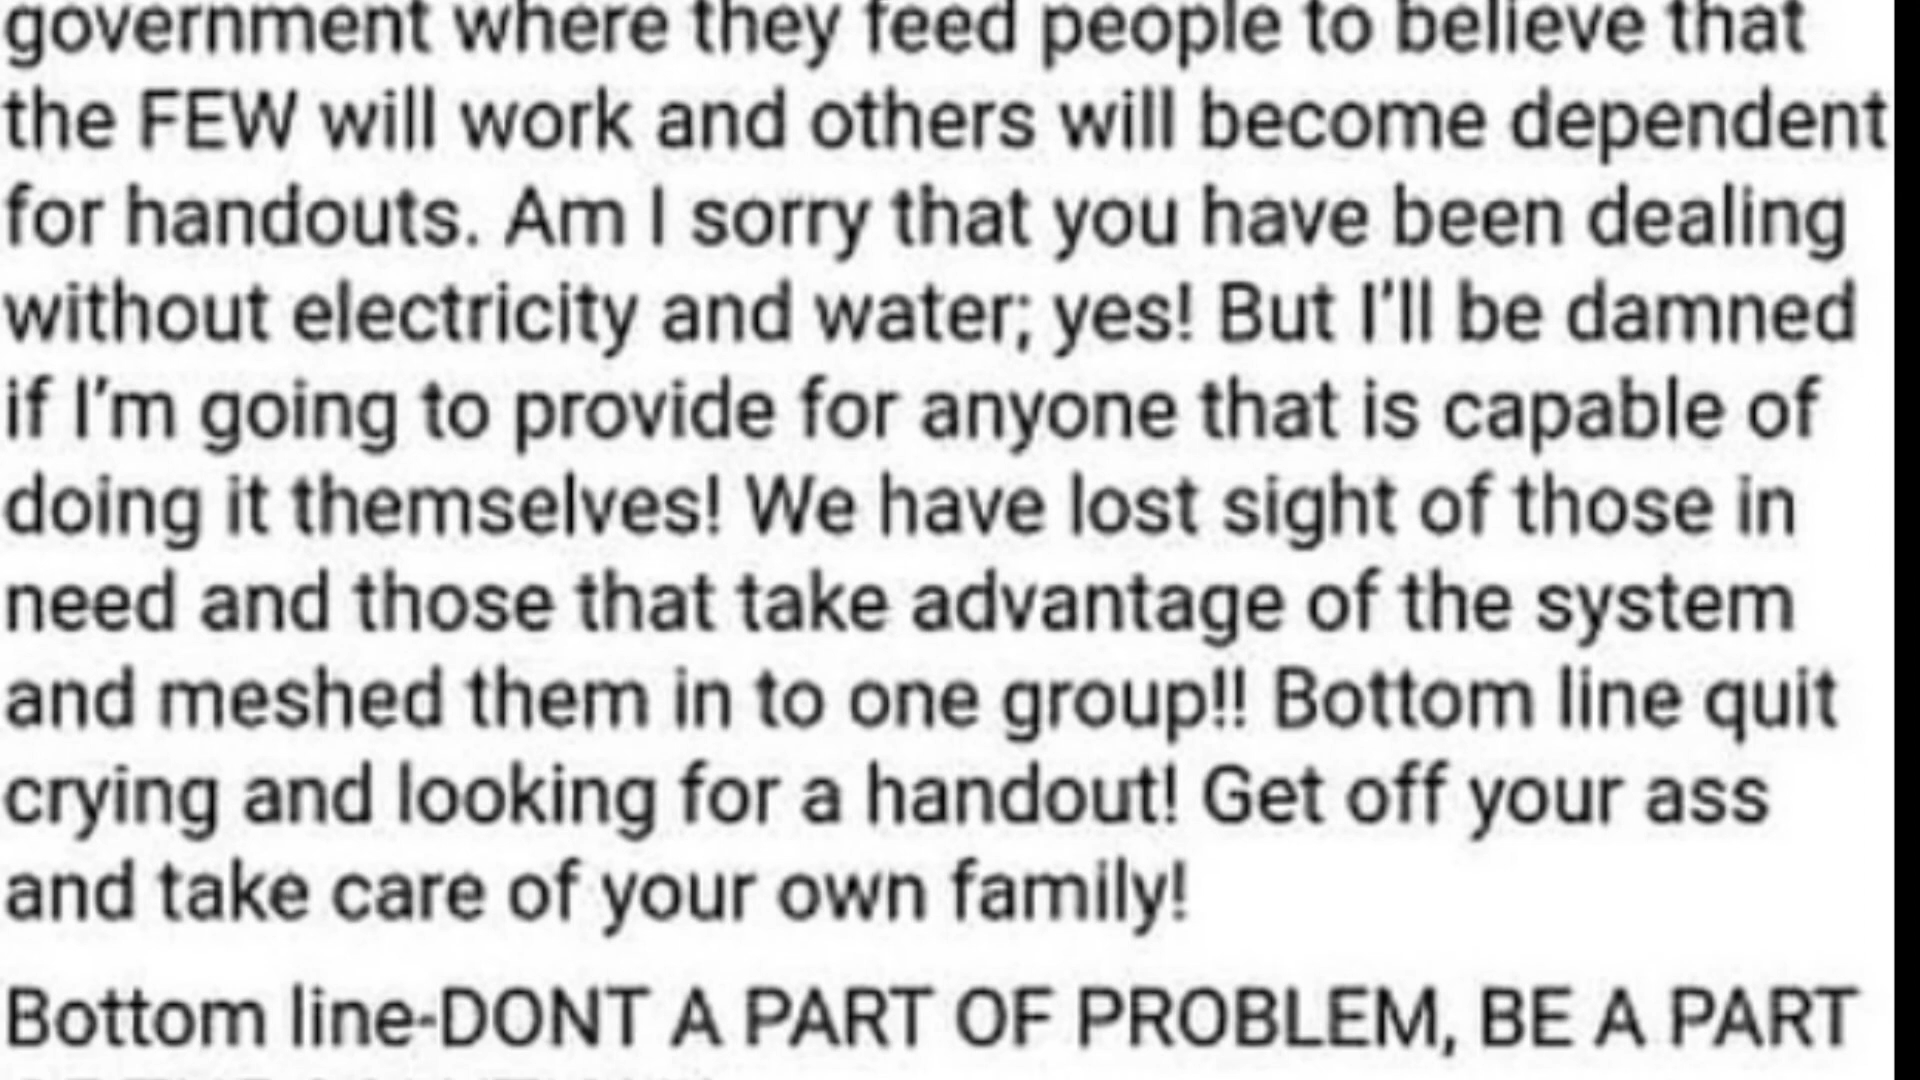 government where they feed people to believe that
the FEW will work and others will become dependent
for handouts. Am I sorry that you have been dealing
without electricity and water; yes! But I'll be damned
if I'm going to provide for anyone that is capable of
doing it themselves! We have lost sight of those in
need and those that take advantage of the system
and meshed them in to one group!! Bottom line quit
crying and looking for a handout! Get off your ass
and take care of your own family!
Bottom line-DONT A PART OF PROBLEM, BE A PART